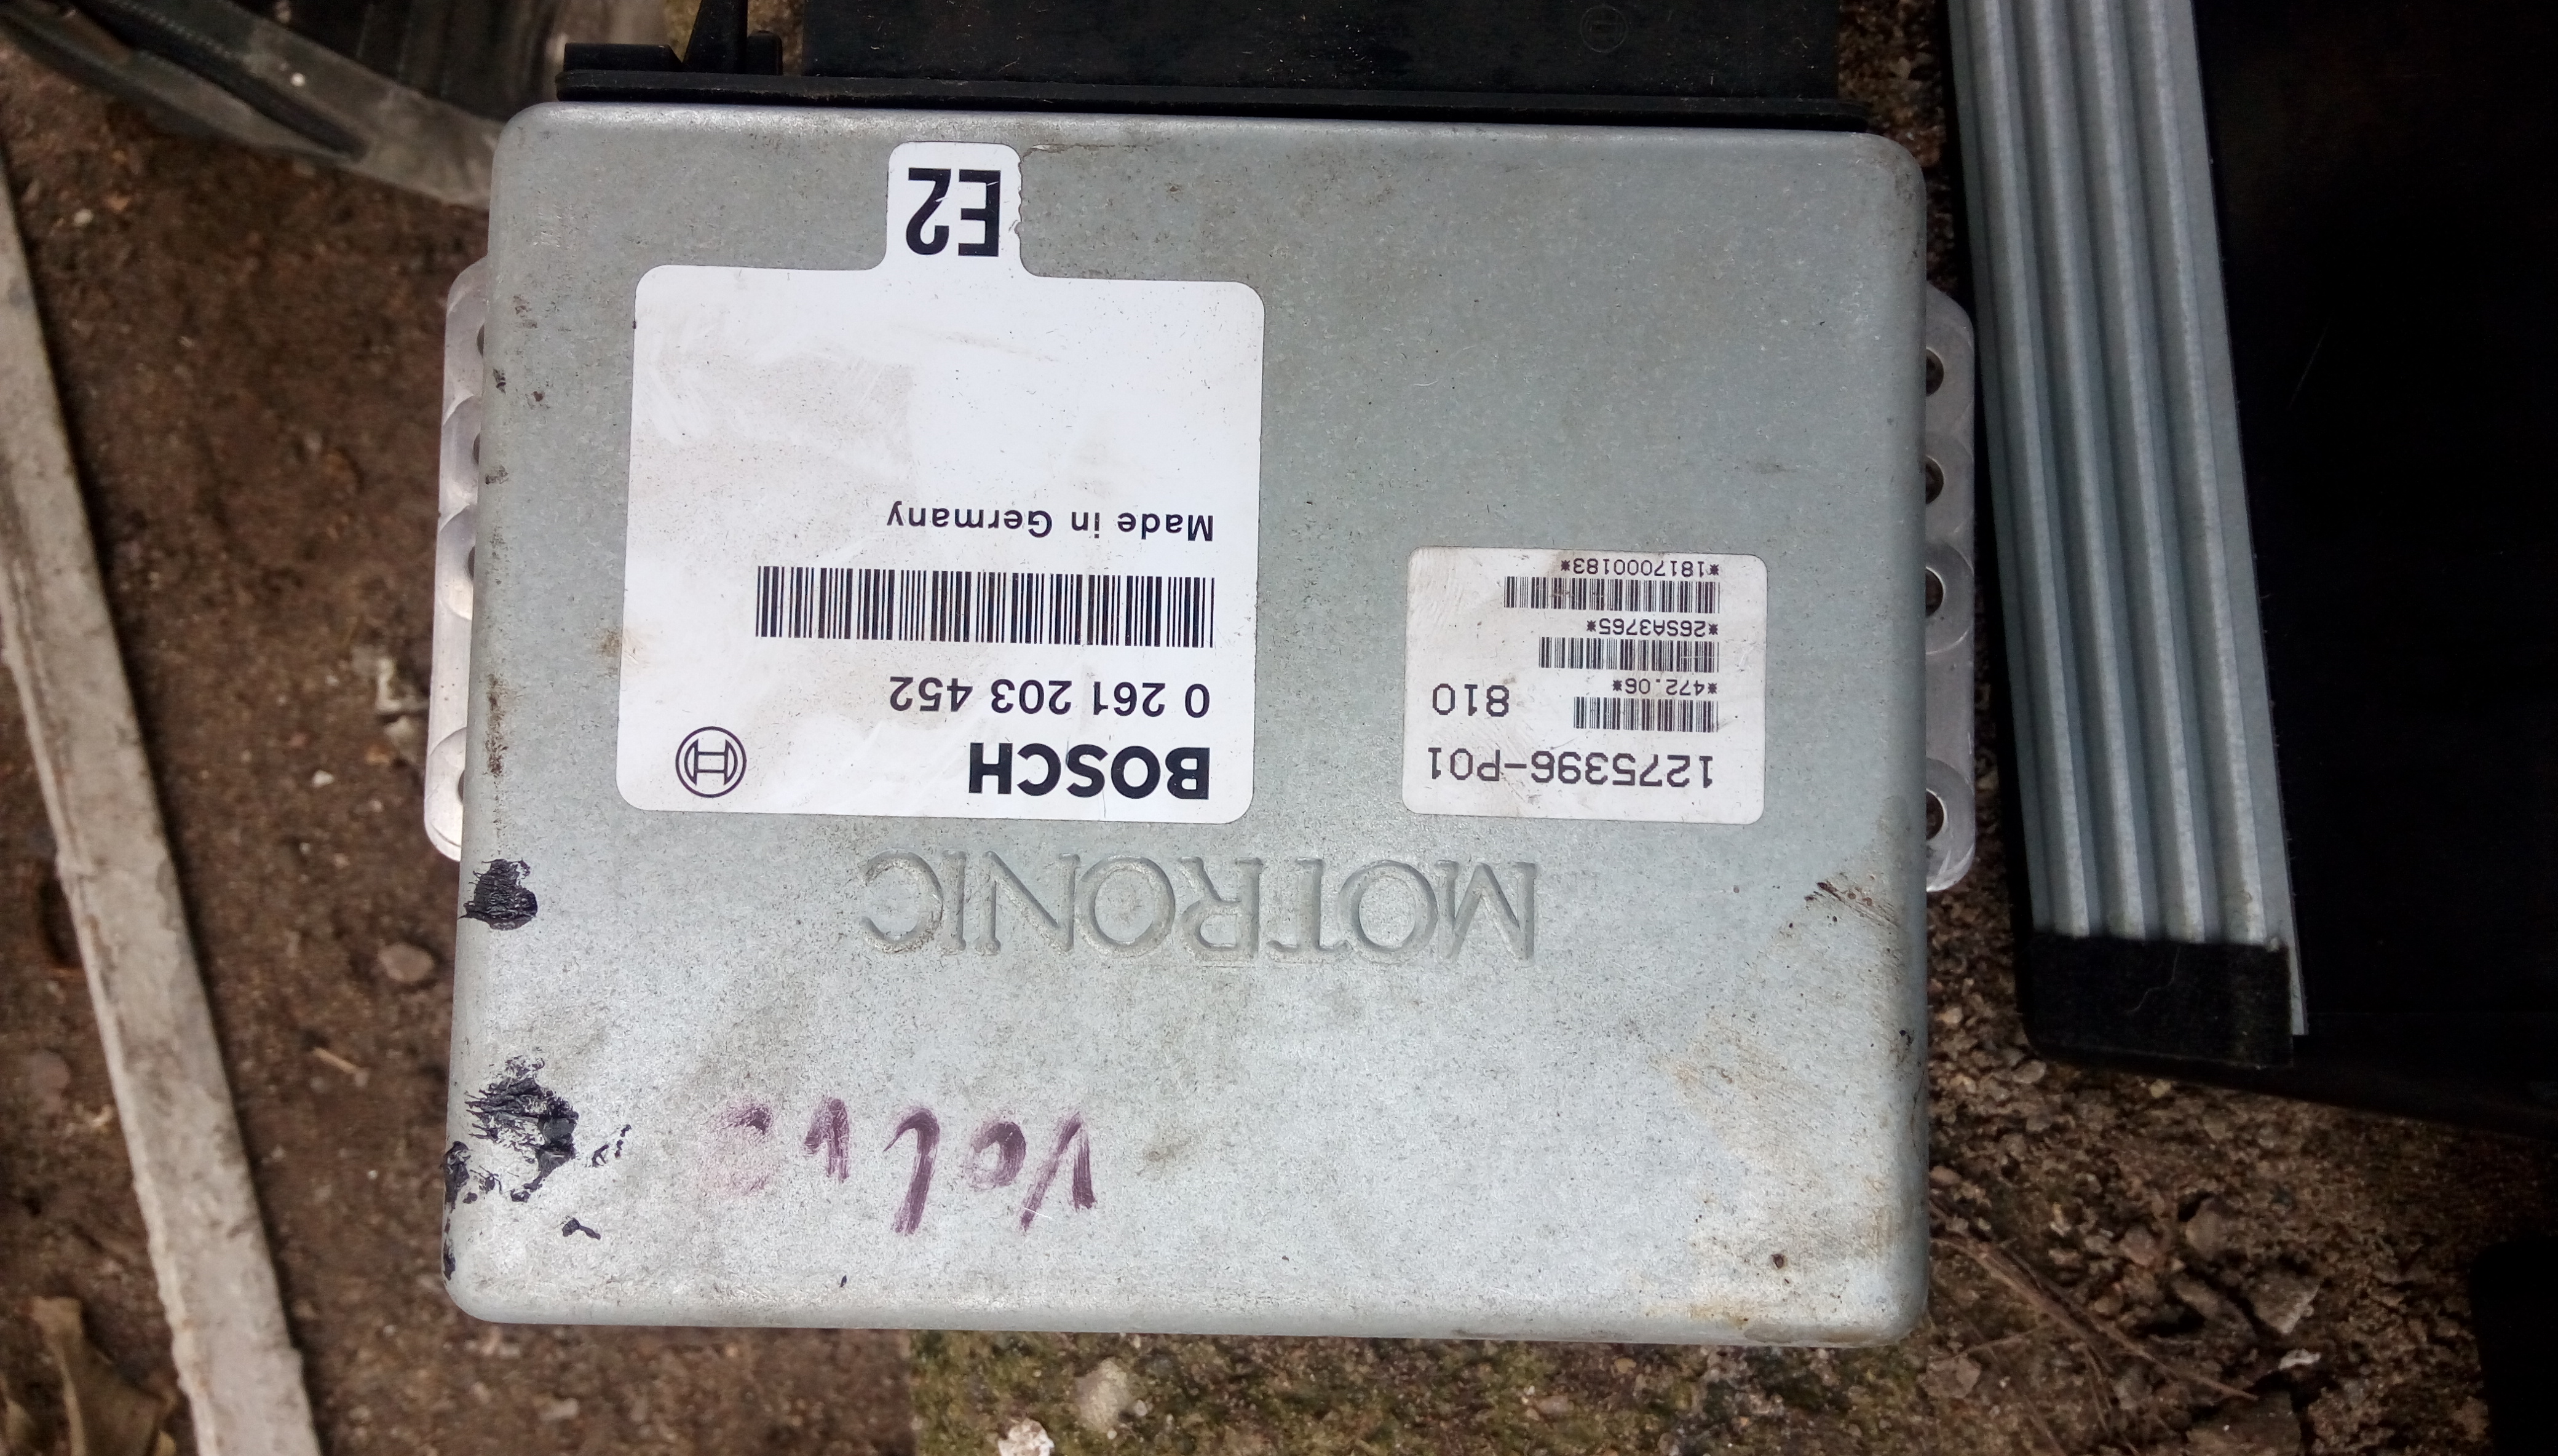 VOLVO
MOTRONIC
1275396-P01
*472.06*
810
*26SA3765*
*1817000183*
BOSCH
0 261 203 452
Made in Germany
E2